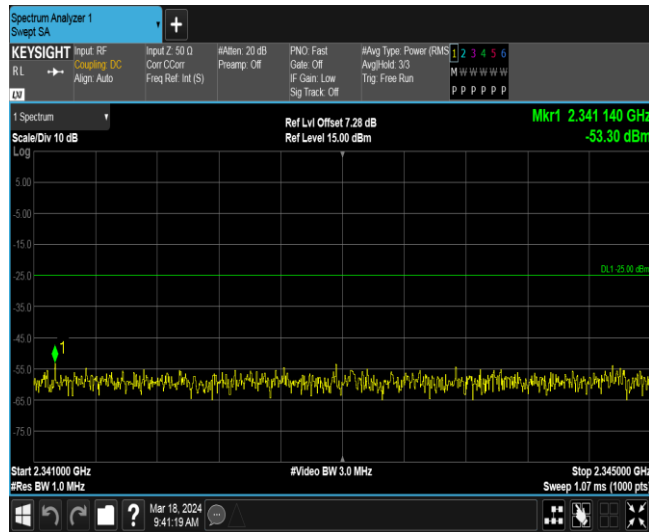 Spectrum Analyzer 1
Swept SA
+
KEYSIGHT
RL
LXI
Input: RF
Coupling: DC
Align: Auto
Input Z: 50 Ω
Corr CCorr
Freq Ref: Int (S)
#Atten: 20 dB
Preamp: Off
PNO: Fast
Gate: Off
IF Gain: Low
Sig Track: Off
#Avg Type: Power (RMS
Avg|Hold: 3/3
Trig: Free Run
1 2 3 4 5 6
M W W W W W
P P P P P P
1 Spectrum
Scale/Div 10 dB
Ref Lvl Offset 7.28 dB
Ref Level 15.00 dBm
Mkr1 2.341 140 GHz
-53.30 dBm
Log
5.00
-5.00
-15.0
-25.0
DL1 -25.00 dBm
-35.0
-45.0
1
-55.0
-65.0
-75.0
Start 2.341000 GHz
#Res BW 1.0 MHz
#Video BW 3.0 MHz
Stop 2.345000 GHz
Sweep 1.07 ms (1000 pts)
?
Mar 18, 2024
9:41:19 AM